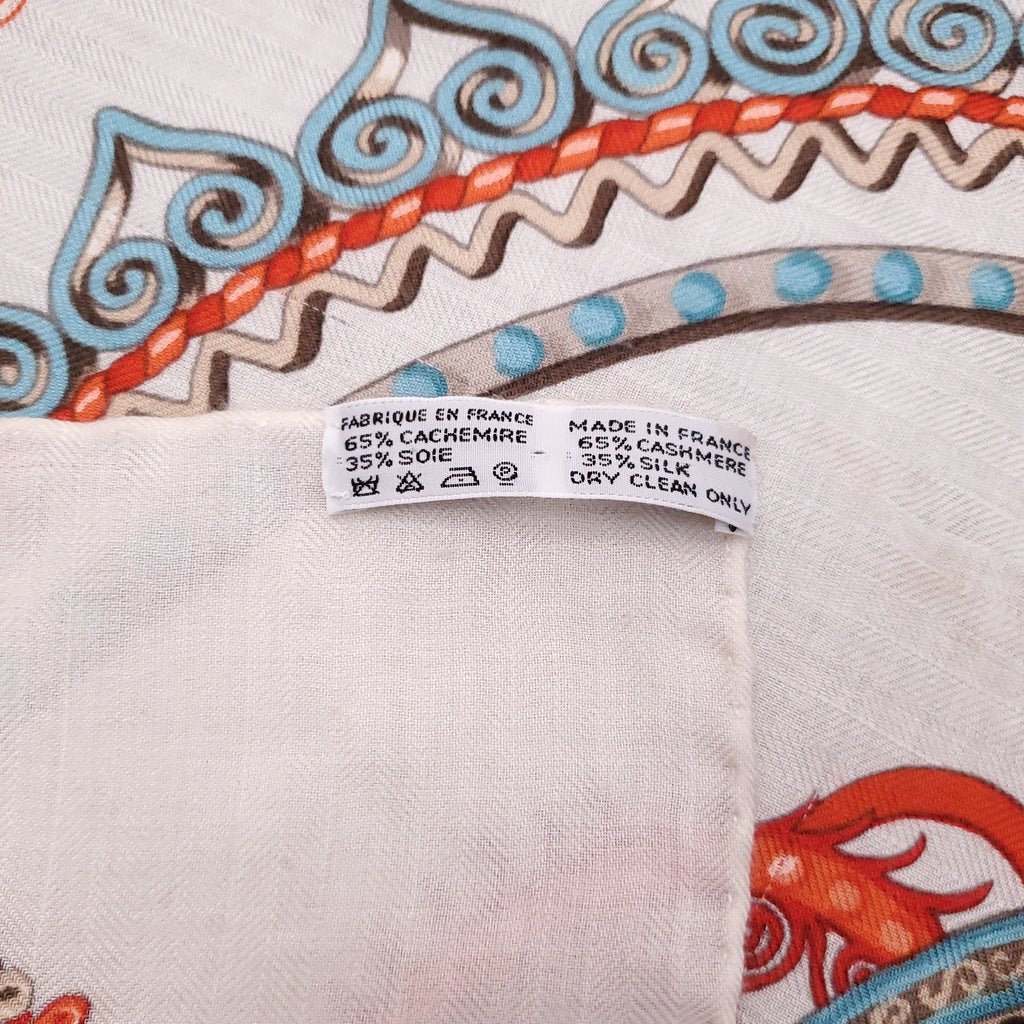 FABRIQUE EN FRANCE
65% CACHEMIRE
35% SOIE
P
MADE IN FRANCE
65% CASHMERE
35% SILK
DRY CLEAN ONLY